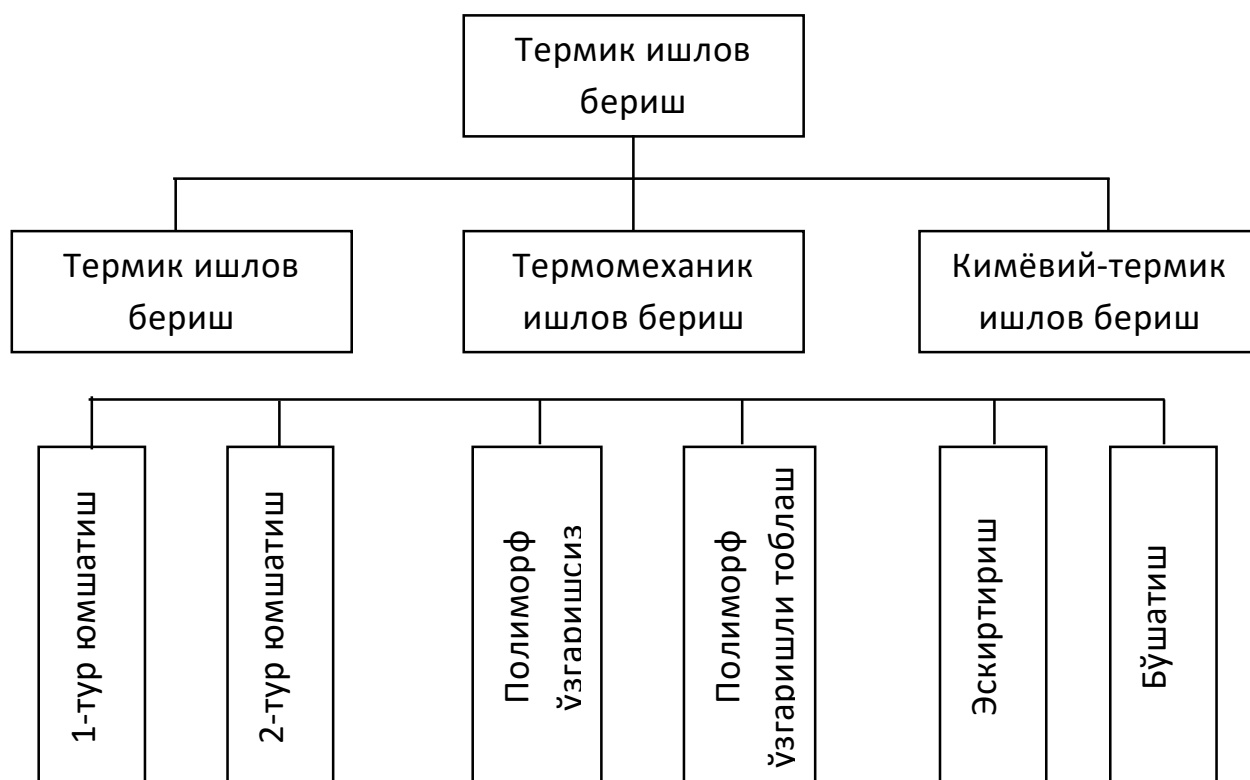 Термик ишлов
бериш
Термик ишлов
бериш
Термомеханик
ишлов бериш
Кимёвий-термик
ишлов бериш
1-тур юмшатиш
2-тур юмшатиш
Полиморф
ўзгаришсиз
Полиморф
ўзгаришли тоблаш
Эскиртириш
Бўшатиш